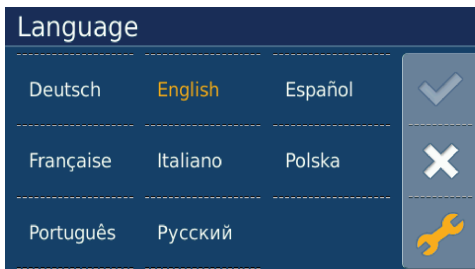 Language
Deutsch English Español
Française Italiano Polska
Português Русский